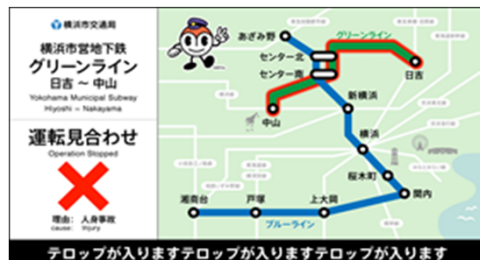 横浜市交通局
横浜市営地下鉄
グリーンライン
日吉 ～ 中山
Yokohama Municipal Subway
Hiyoshi - Nakayama
運転見合わせ
Operation Stopped
理由: 人身事故
cause: Injury
あざみ野
グリーンライン
センター北
センター南
日吉
中山
新横浜
横浜
桜木町
関内
湘南台
戸塚
上大岡
ブルーライン
テロップが入りますテロップが入りますテロップが入ります